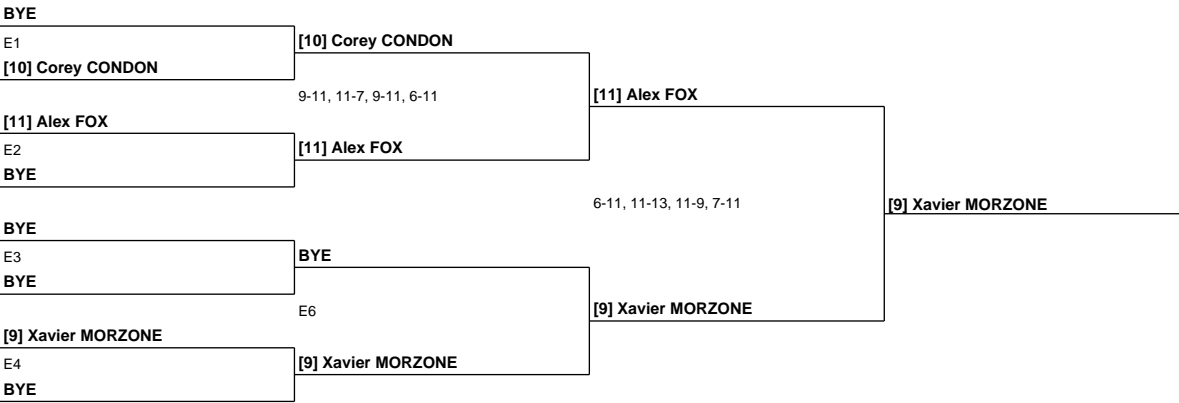 BYE
E1
[10] Corey CONDON
[10] Corey CONDON
9-11, 11-7, 9-11, 6-11
[11] Alex FOX
[11] Alex FOX
E2
[11] Alex FOX
BYE
6-11, 11-13, 11-9, 7-11
[9] Xavier MORZONE
BYE
E3
BYE
BYE
E6
[9] Xavier MORZONE
[9] Xavier MORZONE
E4
[9] Xavier MORZONE
BYE